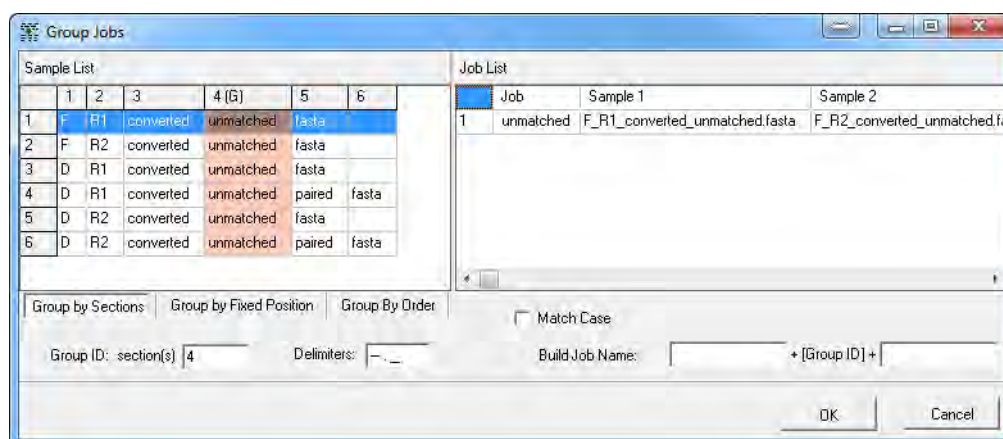 Group Jobs
Sample List
1 2 3 4 (G) 5 6
1 F R1 converted unmatched fasta
2 F R2 converted unmatched fasta
3 D R1 converted unmatched fasta
4 D R1 converted unmatched paired fasta
5 D R2 converted unmatched fasta
6 D R2 converted unmatched paired fasta
Job List
Job Sample 1 Sample 2
1 unmatched F_R1_converted_unmatched.fasta F_R2_converted_unmatched.fa
Group by Sections Group by Fixed Position Group By Order
Match Case
Group ID: section(s) 4 Delimiters: – . _ Build Job Name: + [Group ID] +
OK Cancel